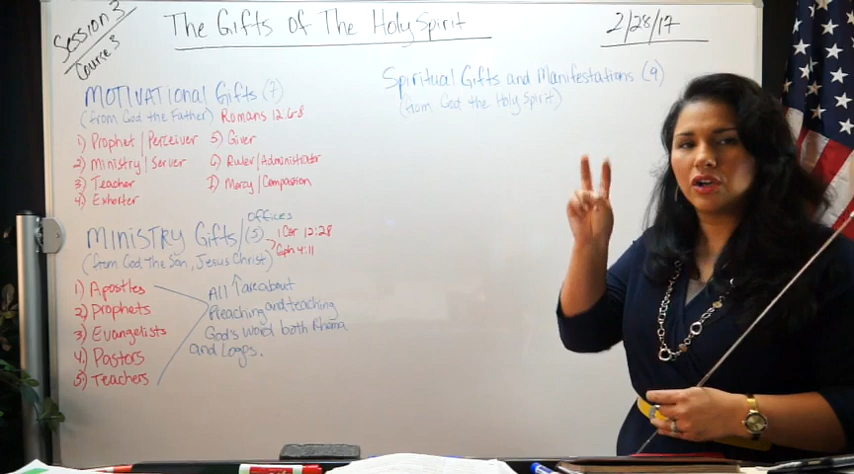 Session 3
Course 3
The Gifts of The Holy Spirit
2/28/17
MOTIVATIONAL Gifts (7)
(from God the Father) Romans 12:6-8
1) Prophet / Perceiver
2) Ministry / Server
3) Teacher
4) Exhorter
5) Giver
6) Ruler/Administrator
7) Mercy/Compassion
MINISTRY Gifts / offices (5)
1 Cor 12:28
Eph 4:11
(from God The Son, Jesus Christ)
1) Apostles
2) Prophets
3) Evangelists
4) Pastors
5) Teachers
All are about
Preaching and teaching
God's Word both Rhema
and Logos.
Spiritual Gifts and Manifestations (9)
(from God the Holy Spirit)